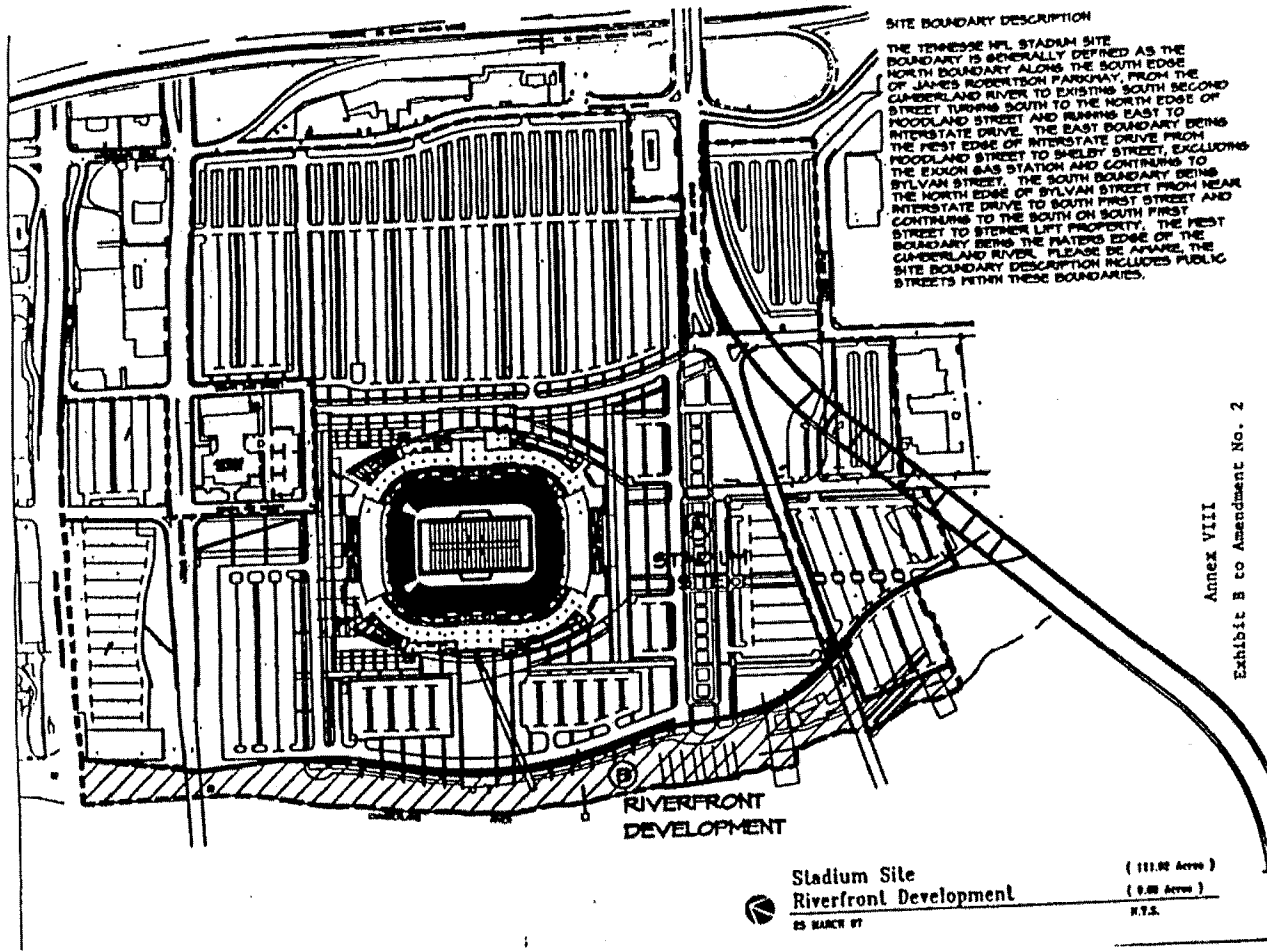 SITE BOUNDARY DESCRIPTION
THE TENNESSE NFL STADIUM SITE
BOUNDARY IS GENERALLY DEFINED AS THE
NORTH BOUNDARY ALONG THE SOUTH EDGE
OF JAMES ROBERTSON PARKWAY, FROM THE
CUMBERLAND RIVER TO EXISTING SOUTH SECOND
STREET TURNING SOUTH TO THE NORTH EDGE OF
WOODLAND STREET AND RUNNING EAST TO
INTERSTATE DRIVE. THE EAST BOUNDARY BEING
THE WEST EDGE OF INTERSTATE DRIVE FROM
WOODLAND STREET TO SHELBY STREET, EXCLUDING
THE EXXON GAS STATION AND CONTINUING TO
SYLVAN STREET. THE SOUTH BOUNDARY BEING
THE NORTH EDGE OF SYLVAN STREET FROM NEAR
INTERSTATE DRIVE TO SOUTH FIRST STREET AND
CONTINUING TO THE SOUTH ON SOUTH FIRST
STREET TO STEINER LIFT PROPERTY. THE WEST
BOUNDARY BEING THE WATERS EDGE OF THE
CUMBERLAND RIVER. PLEASE BE AWARE, THE
SITE BOUNDARY DESCRIPTION INCLUDES PUBLIC
STREETS WITHIN THESE BOUNDARIES.
Annex VIII
Exhibit B to Amendment No. 2
A
STADIUM
SITE
B
RIVERFRONT
DEVELOPMENT
CUMBERLAND RIVER
Stadium Site
Riverfront Development
25 MARCH 97
N.T.S.